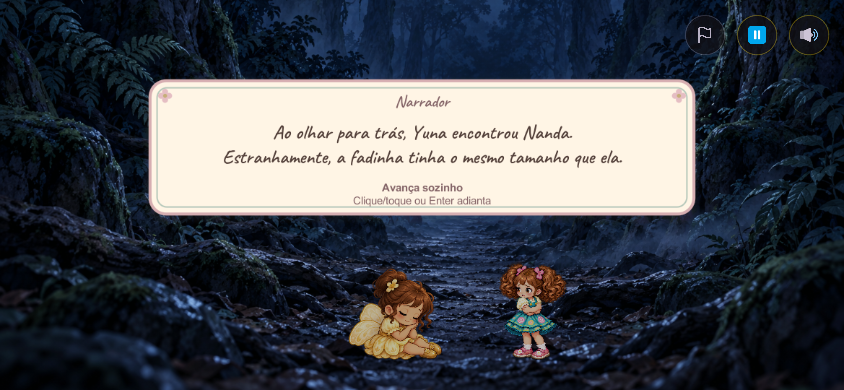 Narrador
Ao olhar para trás, Yuna encontrou Nanda.
Estranhamente, a fadinha tinha o mesmo tamanho que ela.
Avança sozinho
Clique/toque ou Enter adianta